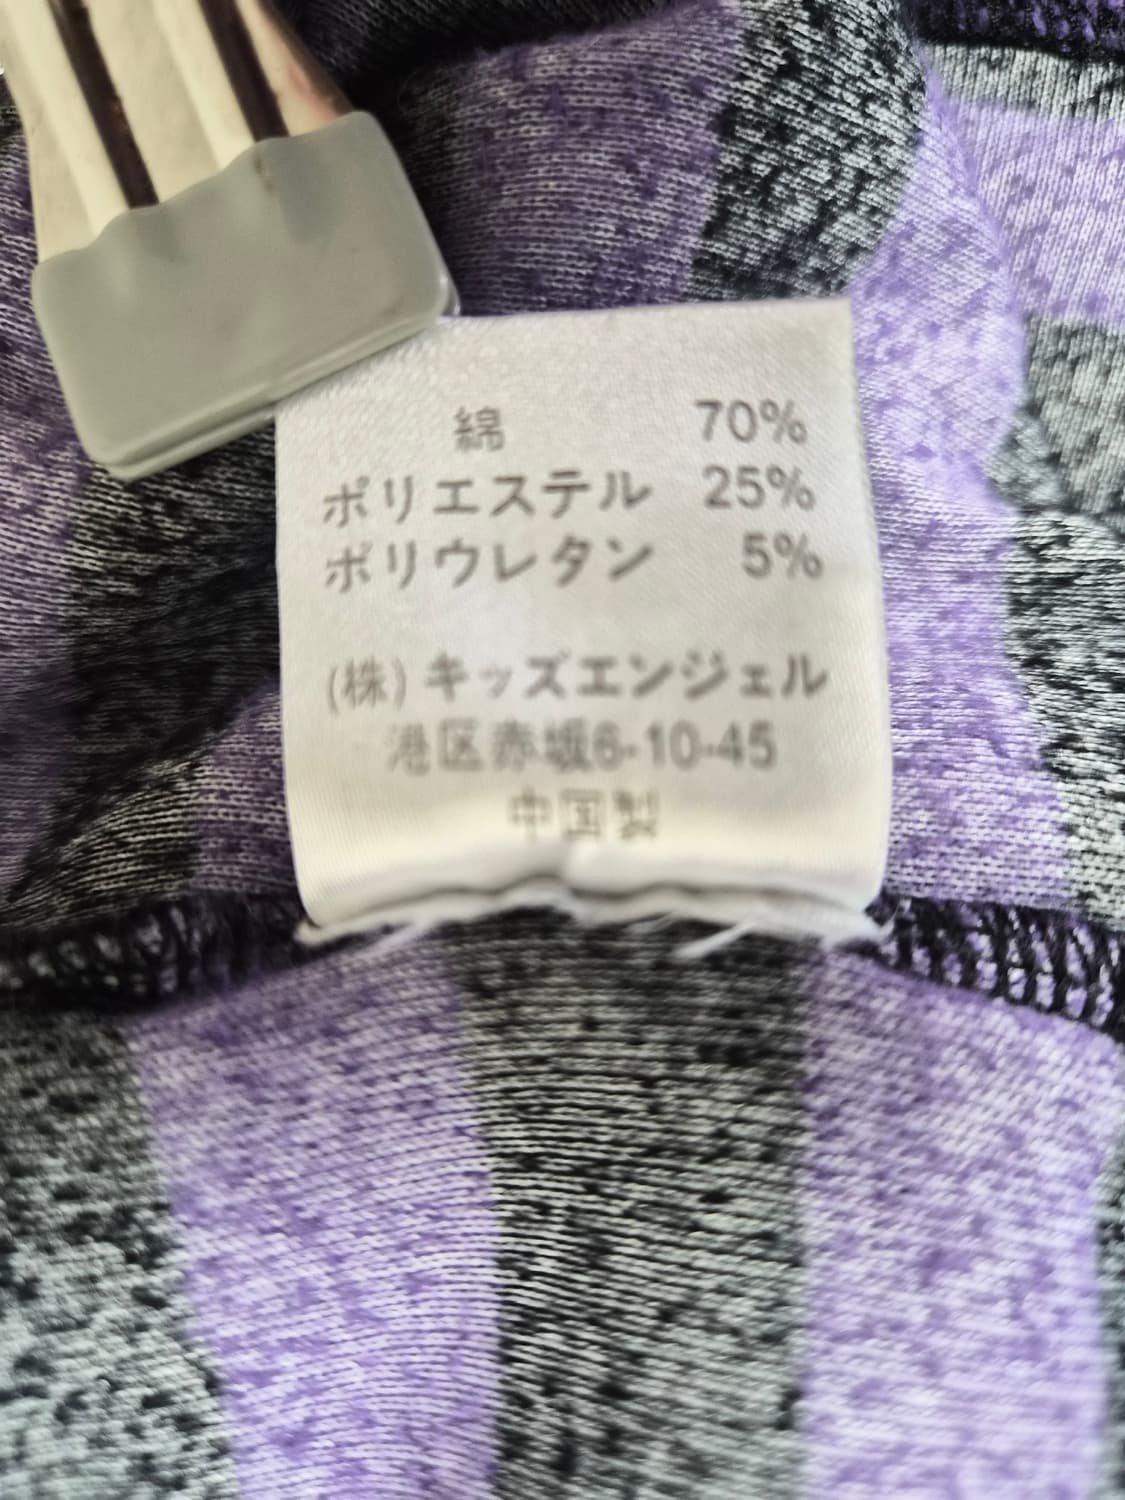 綿 70%
ポリエステル 25%
ポリウレタン 5%
(株) キッズエンジェル
港区赤坂6-10-45
中国製